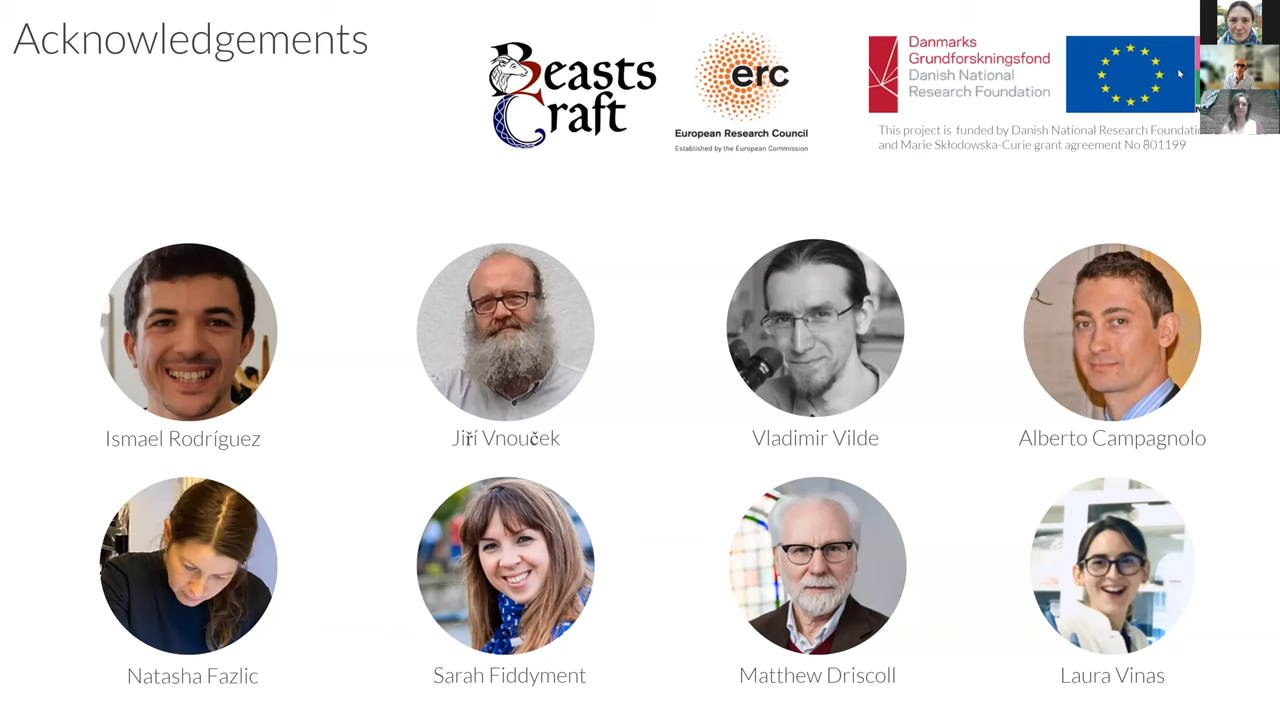 Acknowledgements
Beasts
Craft
erc
European Research Council
Established by the European Commission
Danmarks
Grundforskningsfond
Danish National
Research Foundation
This project is funded by Danish National Research
and Marie Skłodowska-Curie grant agreement No 801199
Ismael Rodríguez
Jiří Vnouček
Vladimir Vilde
Alberto Campagnolo
Natasha Fazlic
Sarah Fiddyment
Matthew Driscoll
Laura Vinas